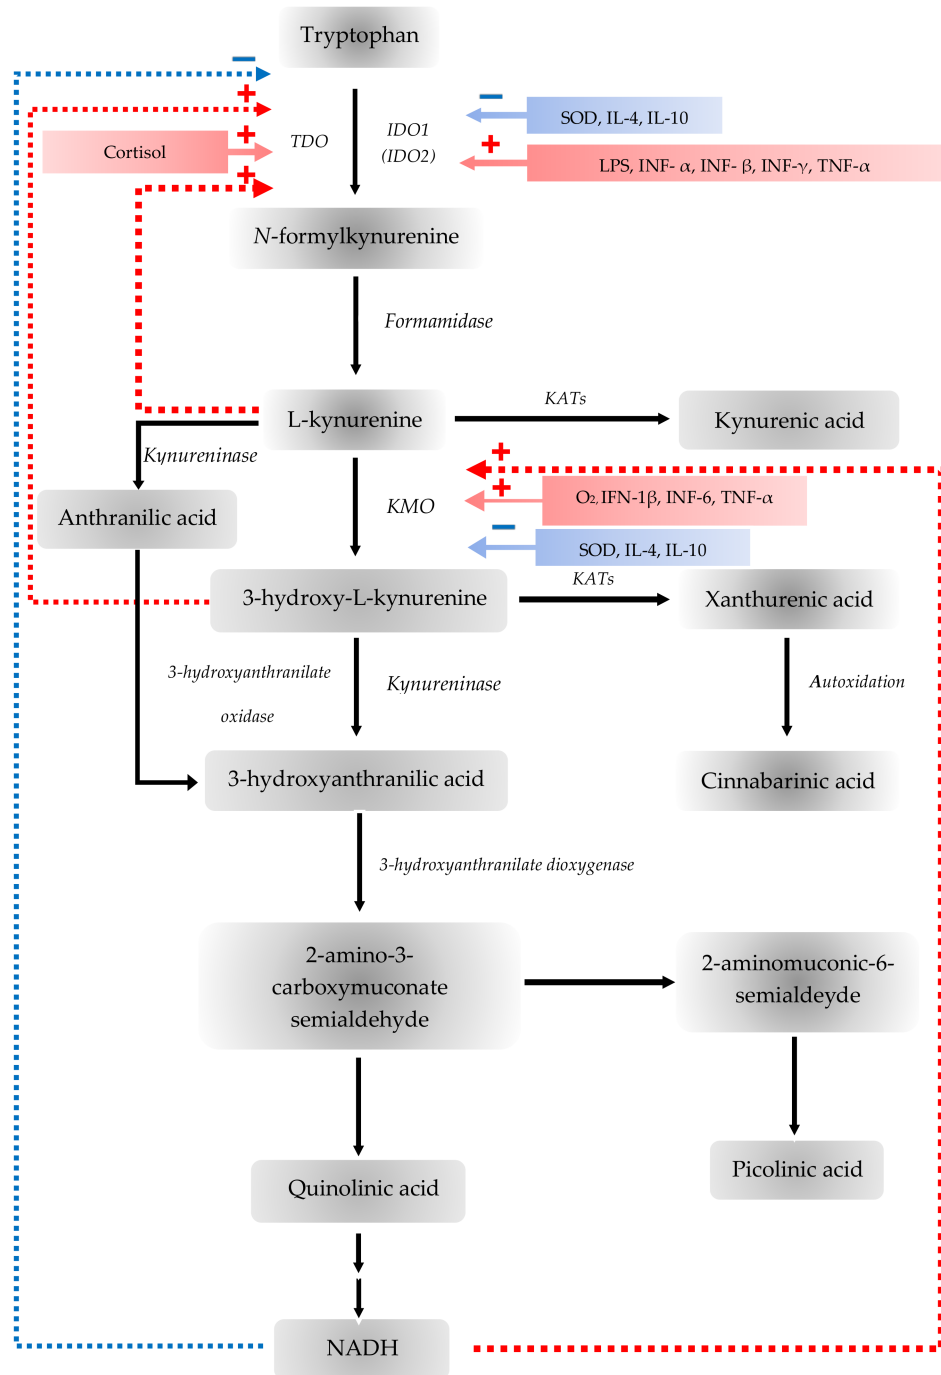 Tryptophan
−
+
−
SOD, IL-4, IL-10
TDO
IDO1
(IDO2)
+
Cortisol
+
LPS, INF- α, INF- β, INF-γ, TNF-α
+
N-formylkynurenine
Formamidase
L-kynurenine
KATs
Kynurenic acid
Kynureninase
+
+
O2,IFN-1β, INF-6, TNF-α
Anthranilic acid
KMO
−
SOD, IL-4, IL-10
KATs
3-hydroxy-L-kynurenine
Xanthurenic acid
3-hydroxyanthranilate
oxidase
Kynureninase
Autoxidation
3-hydroxyanthranilic acid
Cinnabarinic acid
3-hydroxyanthranilate dioxygenase
2-amino-3-
carboxymuconate
semialdehyde
2-aminomuconic-6-
semialdeyde
Quinolinic acid
Picolinic acid
NADH